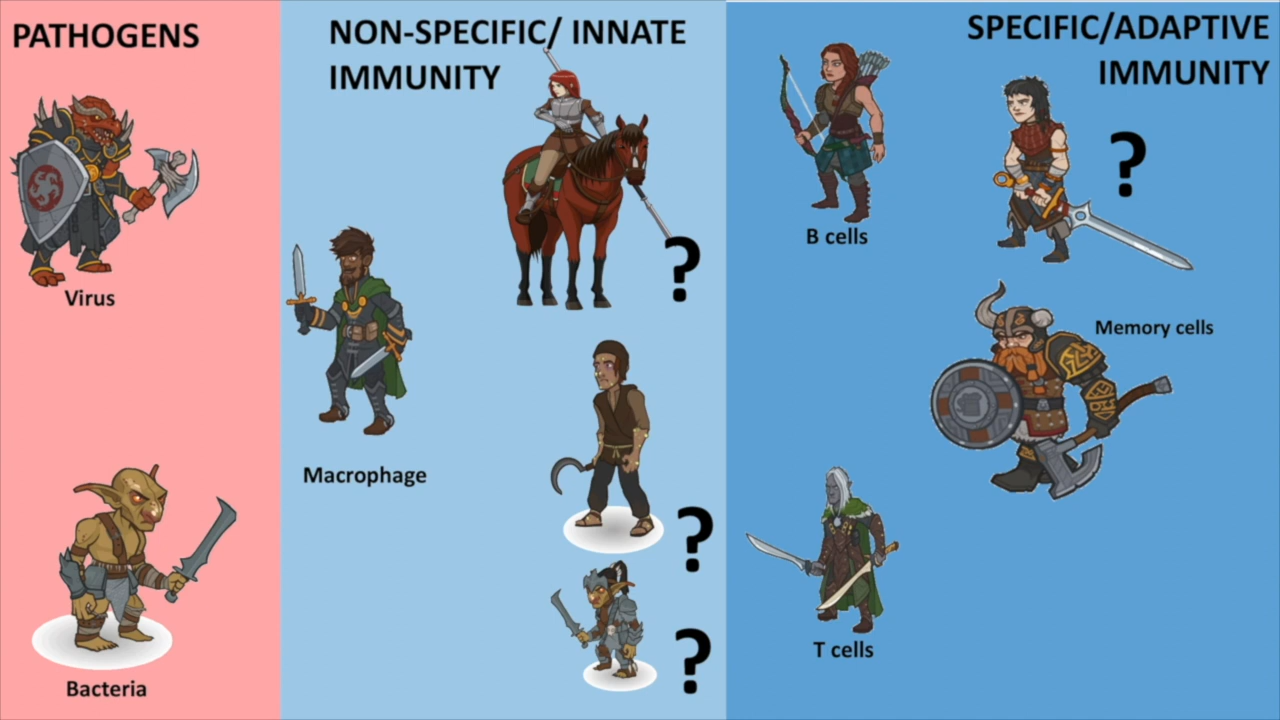 PATHOGENS
Virus
Bacteria
NON-SPECIFIC/ INNATE
IMMUNITY
?
Macrophage
?
?
SPECIFIC/ADAPTIVE
IMMUNITY
B cells
?
Memory cells
T cells